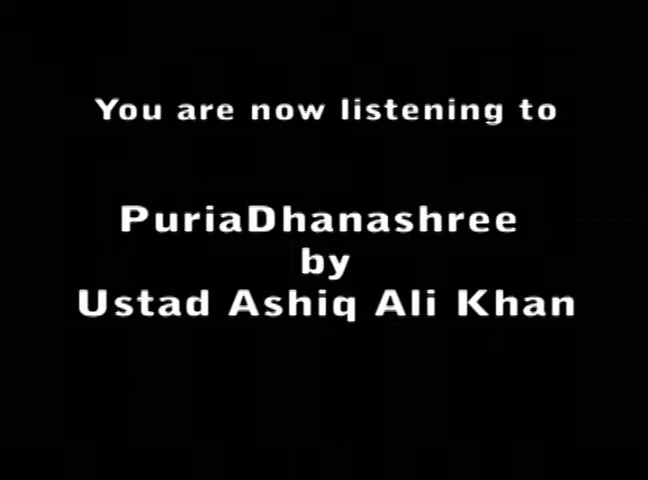 You are now listening to
PuriaDhanashree
by
Ustad Ashiq Ali Khan